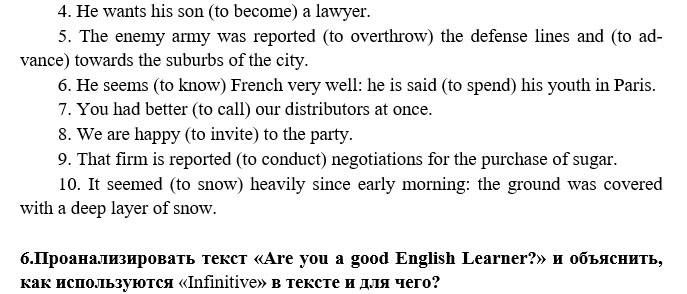 4. He wants his son (to become) a lawyer.
5. The enemy army was reported (to overthrow) the defense lines and (to ad-
vance) towards the suburbs of the city.
6. He seems (to know) French very well: he is said (to spend) his youth in Paris.
7. You had better (to call) our distributors at once.
8. We are happy (to invite) to the party.
9. That firm is reported (to conduct) negotiations for the purchase of sugar.
10. It seemed (to snow) heavily since early morning: the ground was covered
with a deep layer of snow.
6.Проанализировать текст «Are you a good English Learner?» и объяснить,
как используются «Infinitive» в тексте и для чего?